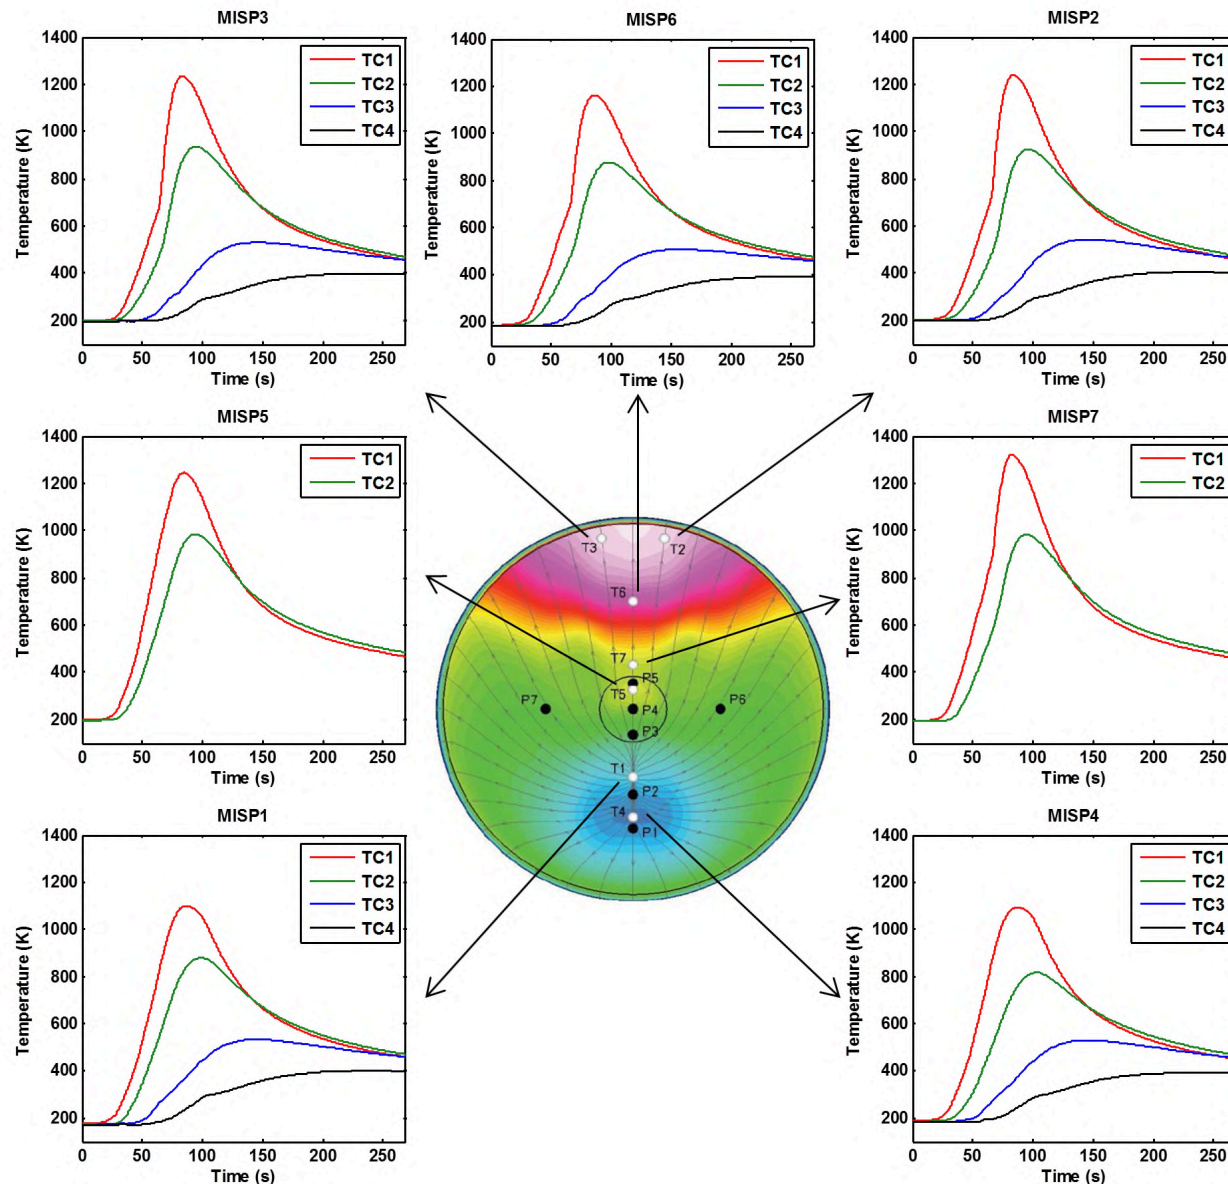 MISP3
Temperature (K)
1400
1200
1000
800
600
400
200
0 50 100 150 200 250
Time (s)
TC1
TC2
TC3
TC4
MISP6
Temperature (K)
1400
1200
1000
800
600
400
200
0 50 100 150 200 250
Time (s)
TC1
TC2
TC3
TC4
MISP2
Temperature (K)
1400
1200
1000
800
600
400
200
0 50 100 150 200 250
Time (s)
TC1
TC2
TC3
TC4
MISP5
Temperature (K)
1400
1200
1000
800
600
400
200
0 50 100 150 200 250
Time (s)
TC1
TC2
MISP7
Temperature (K)
1400
1200
1000
800
600
400
200
0 50 100 150 200 250
Time (s)
TC1
TC2
T3 T2
T6
T7
P5
T5
P7 P4 P6
P3
T1
P2
T4
P1
MISP1
Temperature (K)
1400
1200
1000
800
600
400
200
0 50 100 150 200 250
Time (s)
TC1
TC2
TC3
TC4
MISP4
Temperature (K)
1400
1200
1000
800
600
400
200
0 50 100 150 200 250
Time (s)
TC1
TC2
TC3
TC4